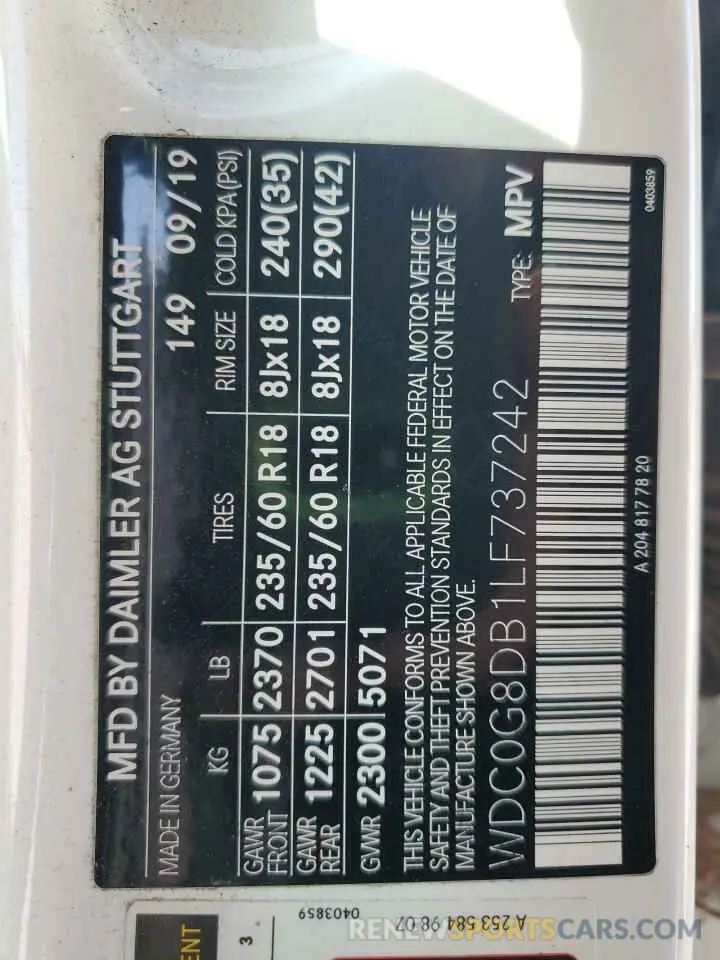 MFD BY DAIMLER AG STUTTGART
MADE IN GERMANY 149 09/19
KG LB TIRES RIM SIZE COLD KPA(PSI)
GAWR FRONT 1075 2370 235/60 R18 8Jx18 240(35)
GAWR REAR 1225 2701 235/60 R18 8Jx18 290(42)
GVWR 2300 5071
THIS VEHICLE CONFORMS TO ALL APPLICABLE FEDERAL MOTOR VEHICLE
SAFETY AND THEFT PREVENTION STANDARDS IN EFFECT ON THE DATE OF
MANUFACTURE SHOWN ABOVE.
WDC0G8DB1LF737242 TYPE: MPV
A 204 817 78 20 0403859
3
0403859
A 253 584 98 07
RENEWSPORTSCARS.COM